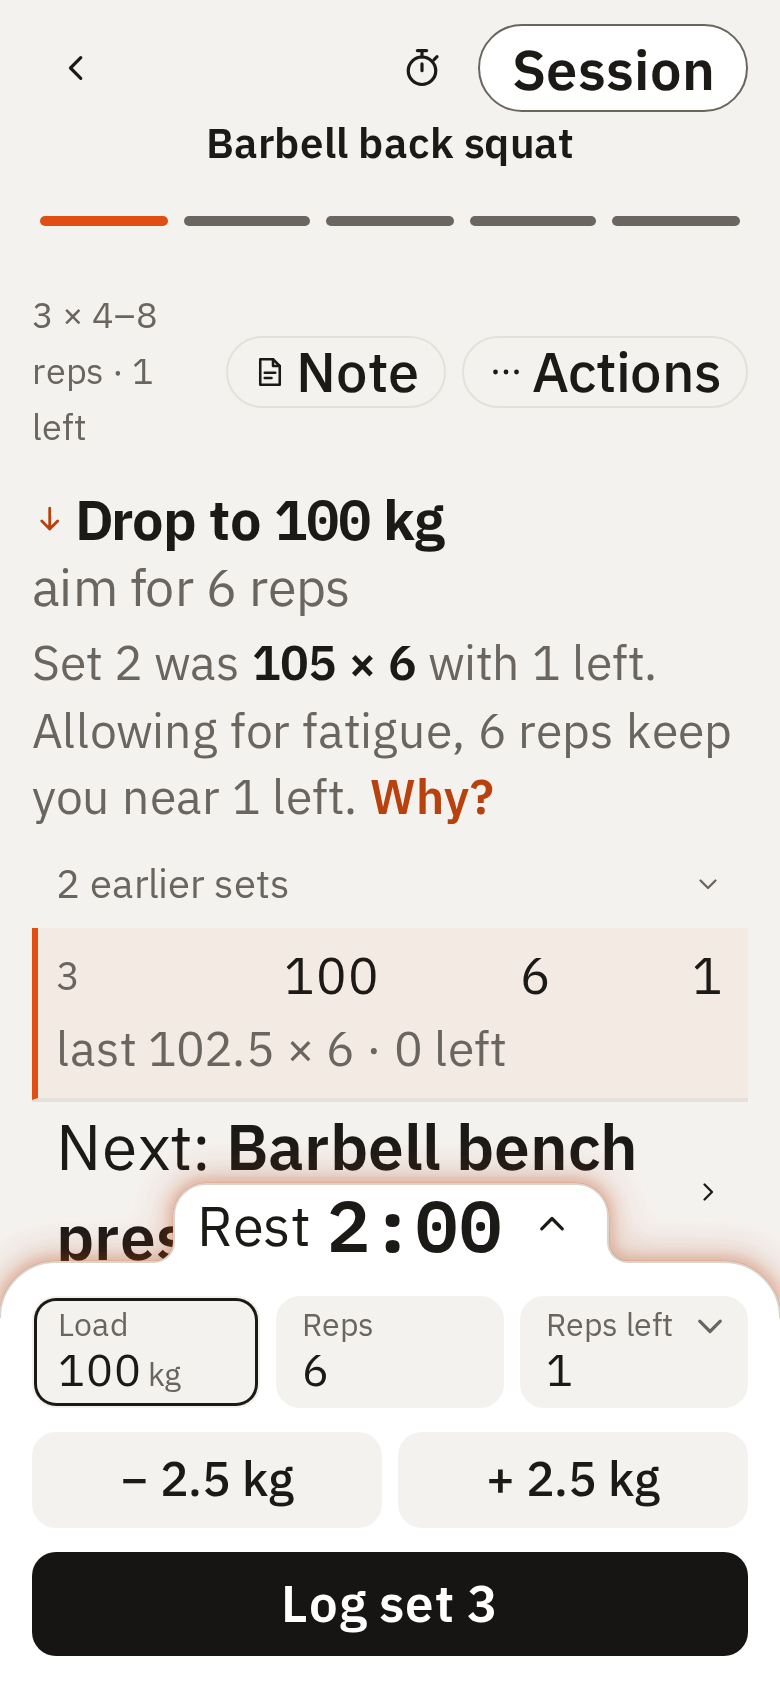 Session
Barbell back squat
3 × 4–8
reps · 1
left
Note
Actions
Drop to 100 kg
aim for 6 reps
Set 2 was 105 × 6 with 1 left.
Allowing for fatigue, 6 reps keep
you near 1 left. Why?
2 earlier sets
3 100 6 1
last 102.5 × 6 · 0 left
Next: Barbell bench
pres
Rest 2:00
Load
100 kg
Reps
6
Reps left
1
− 2.5 kg
+ 2.5 kg
Log set 3